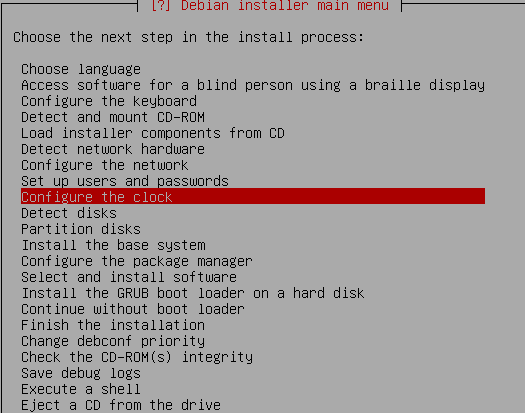 [?] Debian installer main menu
Choose the next step in the install process:
Choose language
Access software for a blind person using a braille display
Configure the keyboard
Detect and mount CD-ROM
Load installer components from CD
Detect network hardware
Configure the network
Set up users and passwords
Configure the clock
Detect disks
Partition disks
Install the base system
Configure the package manager
Select and install software
Install the GRUB boot loader on a hard disk
Continue without boot loader
Finish the installation
Change debconf priority
Check the CD-ROM(s) integrity
Save debug logs
Execute a shell
Eject a CD from the drive